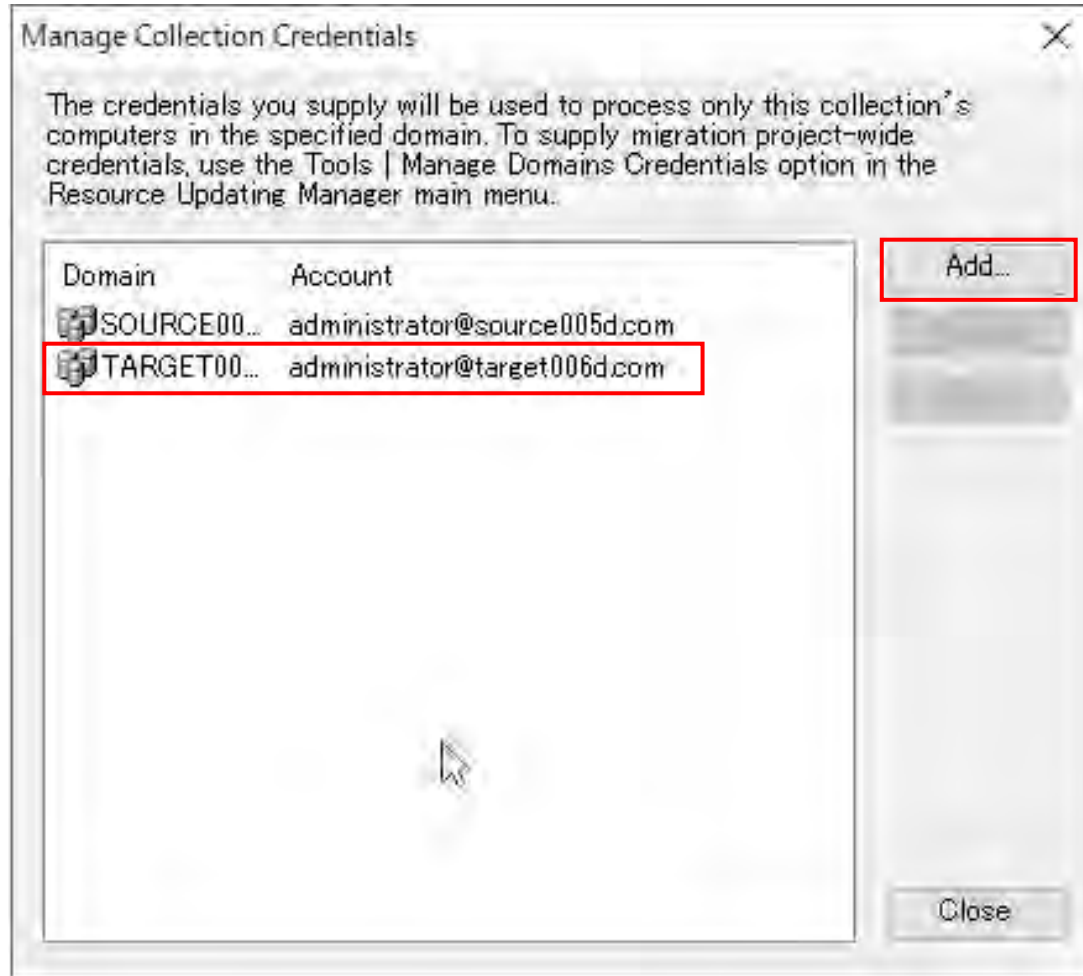 Manage Collection Credentials
The credentials you supply will be used to process only this collection's
computers in the specified domain. To supply migration project-wide
credentials, use the Tools | Manage Domains Credentials option in the
Resource Updating Manager main menu.
Domain Account
Add...
SOURCE00... administrator@source005d.com
TARGET00... administrator@target006d.com
Close